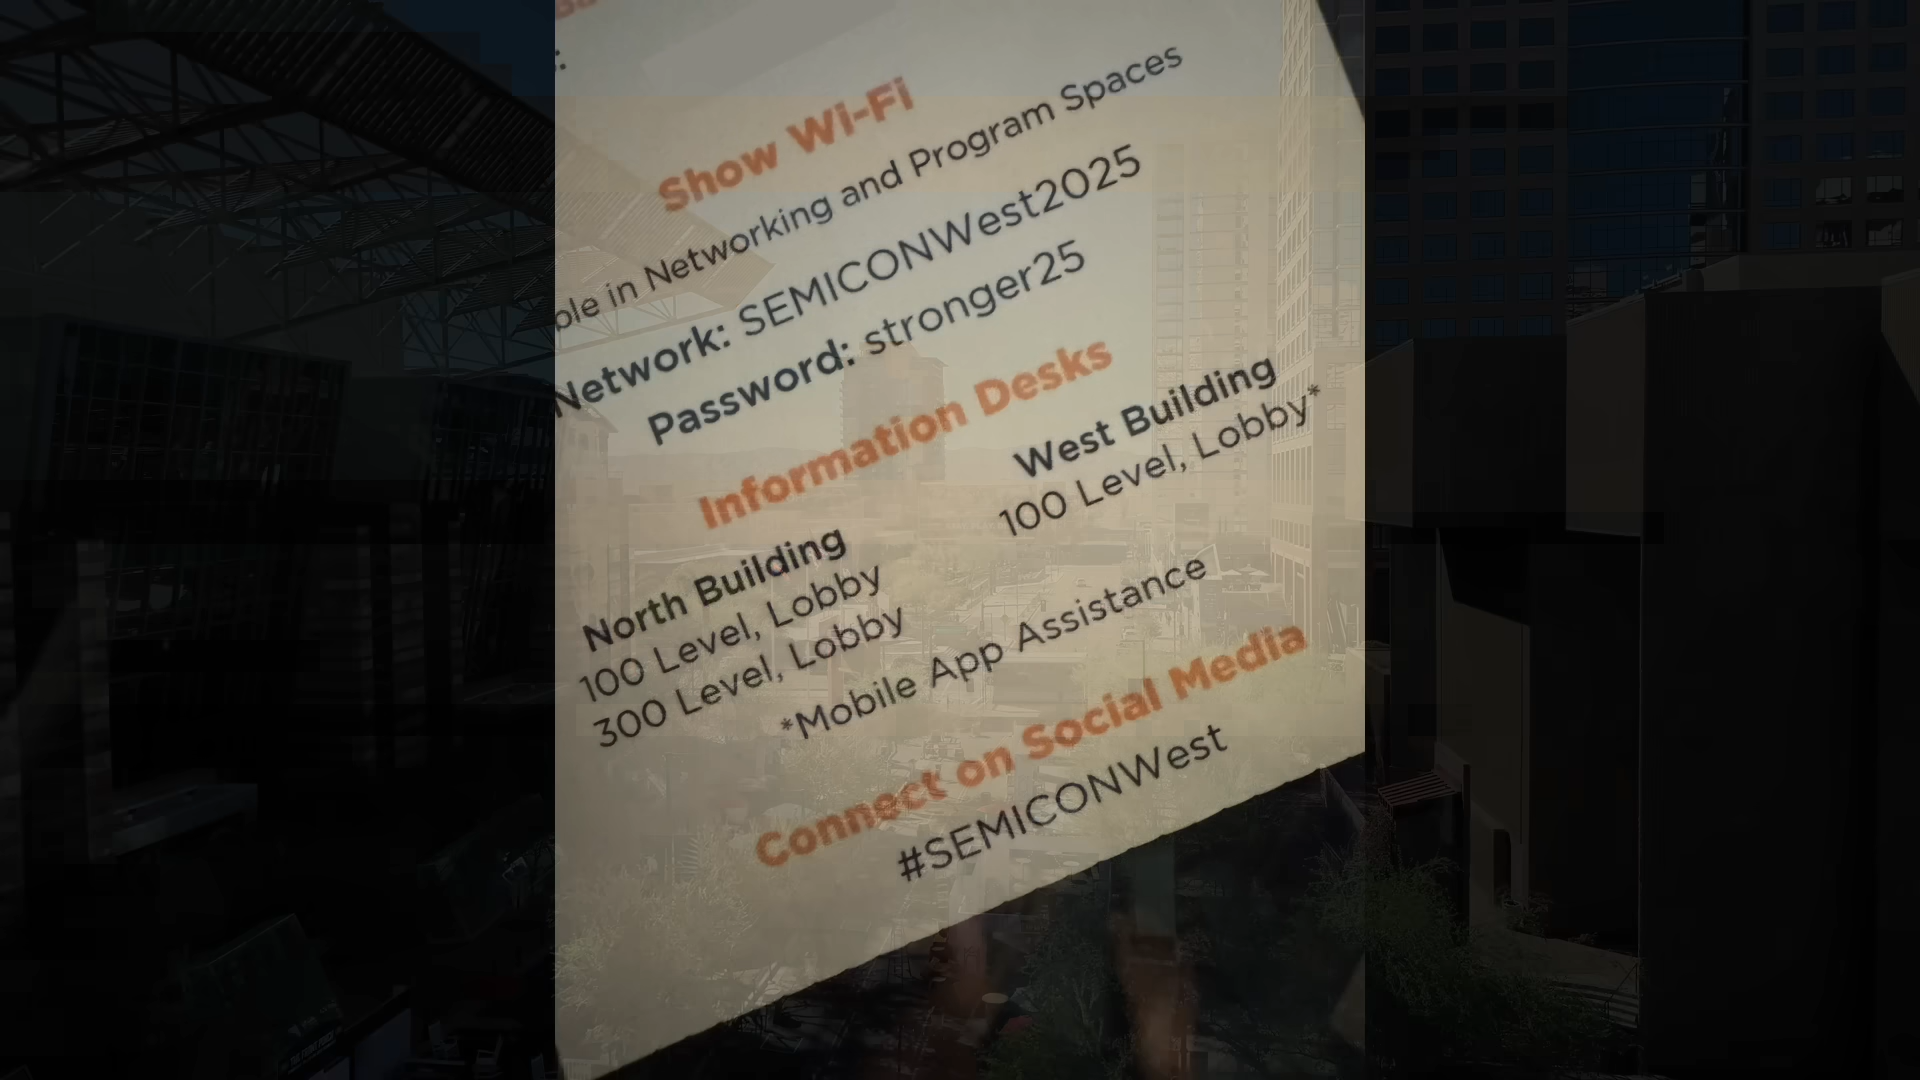 Show Wi-Fi
in Networking and Program Spaces
Network: SEMICONWest2025
Password: stronger25
Information Desks
West Building
100 Level, Lobby*
North Building
100 Level, Lobby
300 Level, Lobby
*Mobile App Assistance
Connect on Social Media
#SEMICONWest